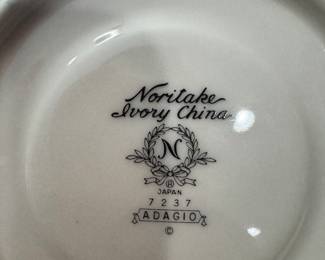 Noritake
Ivory China
N
®
JAPAN
7237
ADAGIO
©